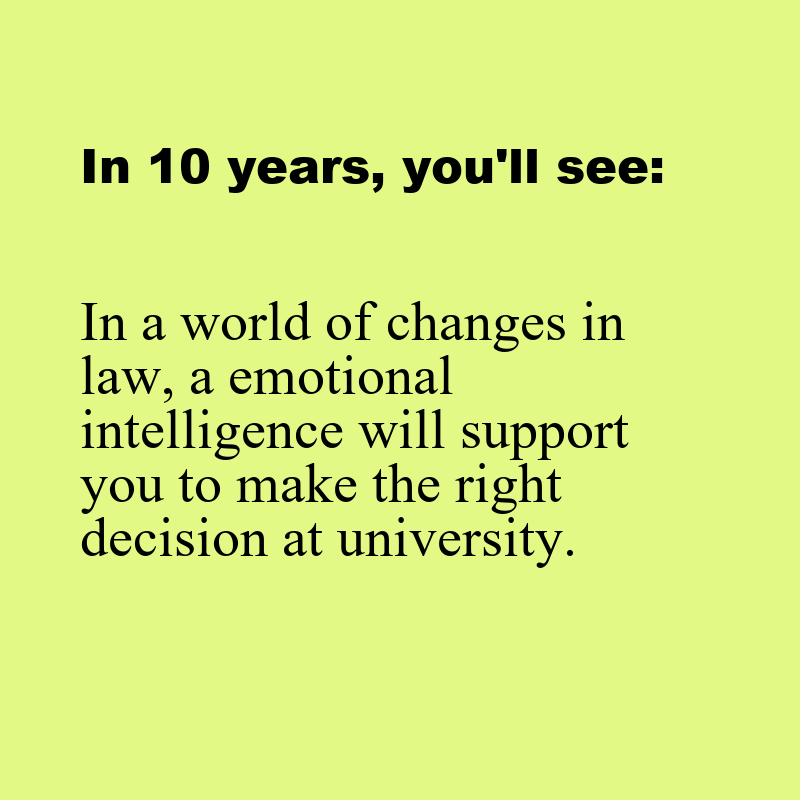 In 10 years, you'll see:
In a world of changes in
law, a emotional
intelligence will support
you to make the right
decision at university.